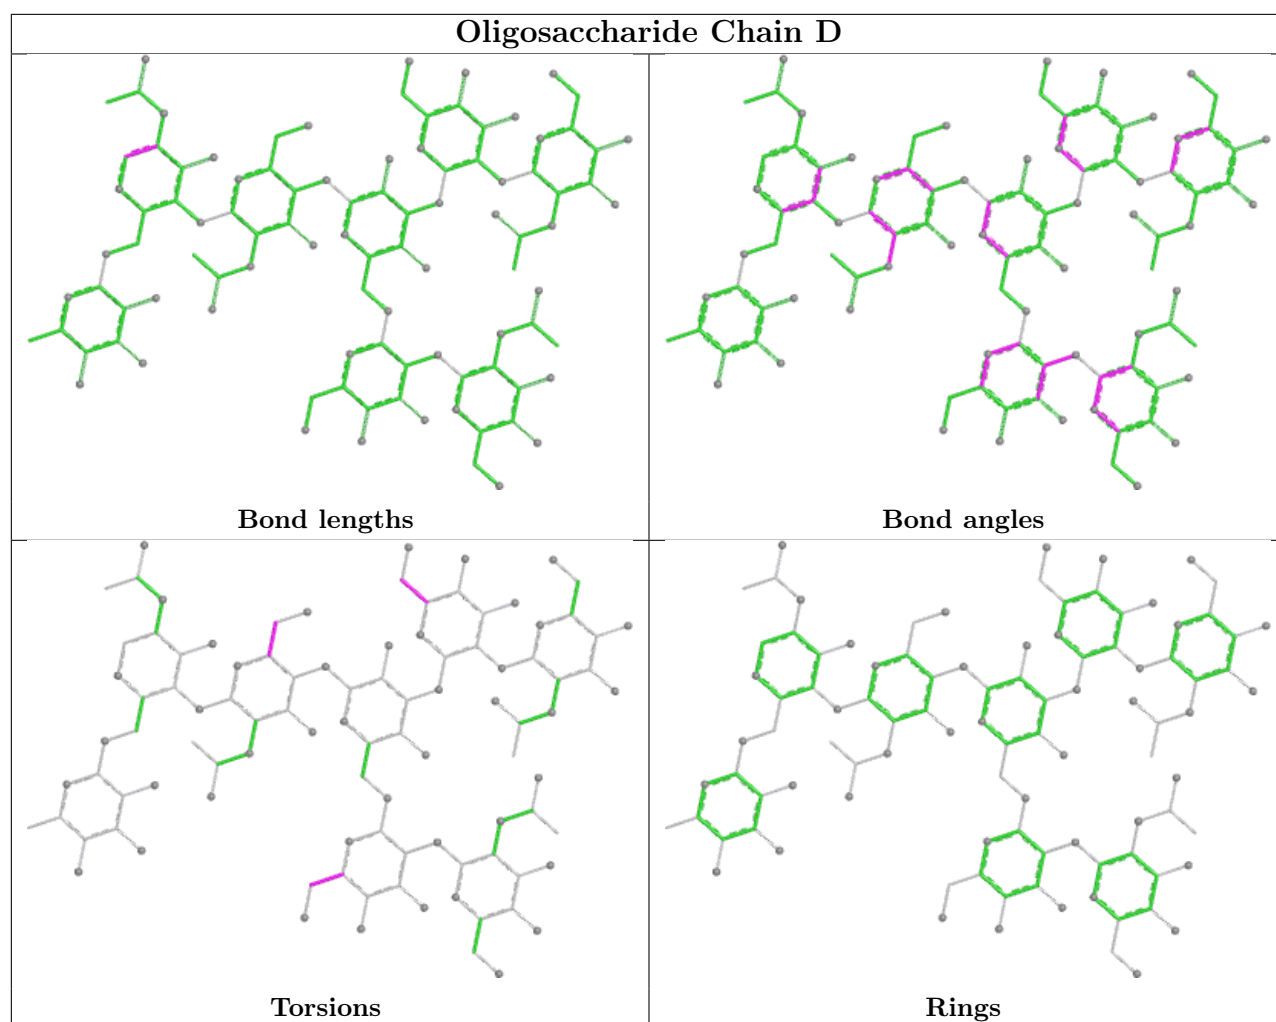 Oligosaccharide Chain D
Bond lengths
Bond angles
Torsions
Rings